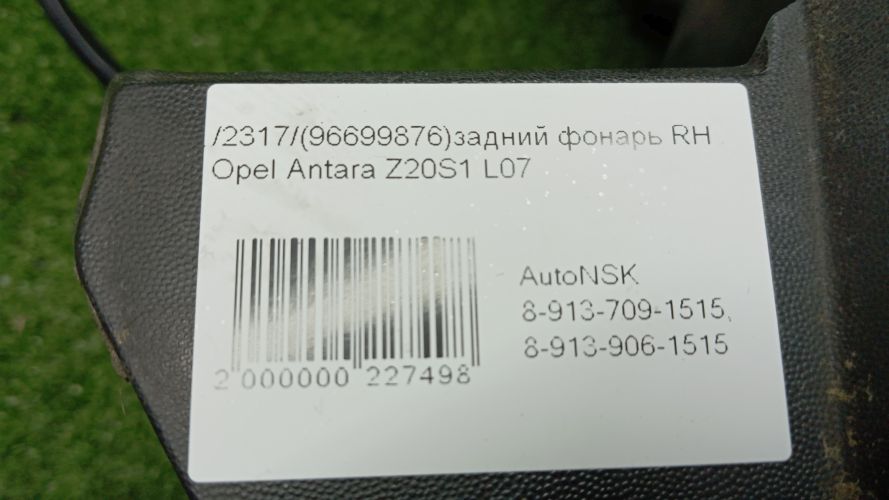 /2317/(96699876)задний фонарь RH
Opel Antara Z20S1 L07
AutoNSK
8-913-709-1515,
8-913-906-1515
2 000000 227498